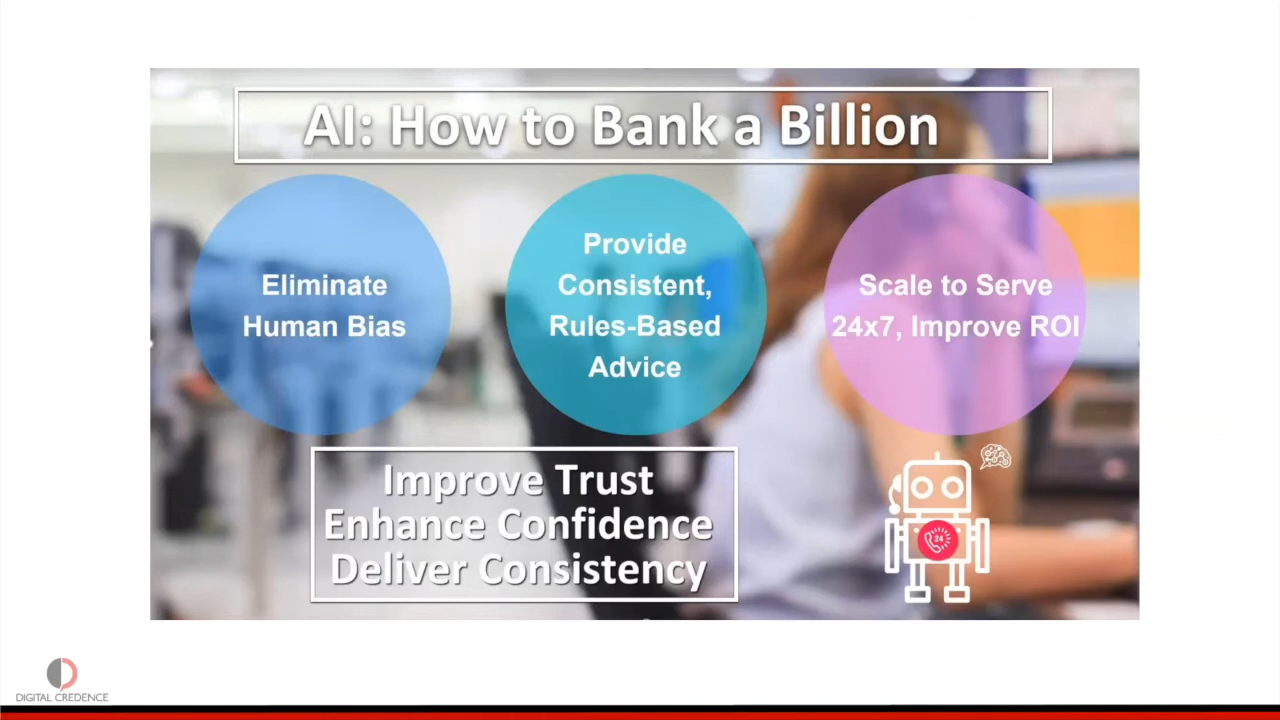 AI: How to Bank a Billion
Eliminate
Human Bias
Provide
Consistent,
Rules-Based
Advice
Scale to Serve
24x7, Improve ROI
Improve Trust
Enhance Confidence
Deliver Consistency
24
DIGITAL CREDENCE